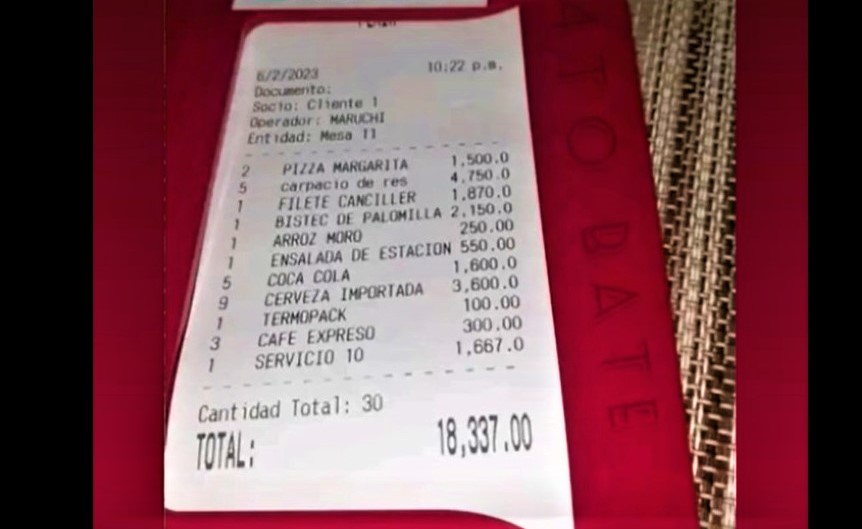 6/2/2023 10:22 p.m.
Documento:
Socio: Cliente 1
Operador: MARUCHI
Entidad: Mesa 11
2 PIZZA MARGARITA 1,500.0
5 carpacio de res 4,750.0
1 FILETE CANCILLER 1,870.0
1 BISTEC DE PALOMILLA 2,150.0
1 ARROZ MORO 250.00
1 ENSALADA DE ESTACION 550.00
5 COCA COLA 1,600.0
9 CERVEZA IMPORTADA 3,600.0
1 TERMOPACK 100.00
3 CAFE EXPRESO 300.00
1 SERVICIO 10 1,667.0
Cantidad Total: 30
TOTAL: 18,337.00
ATO BATE